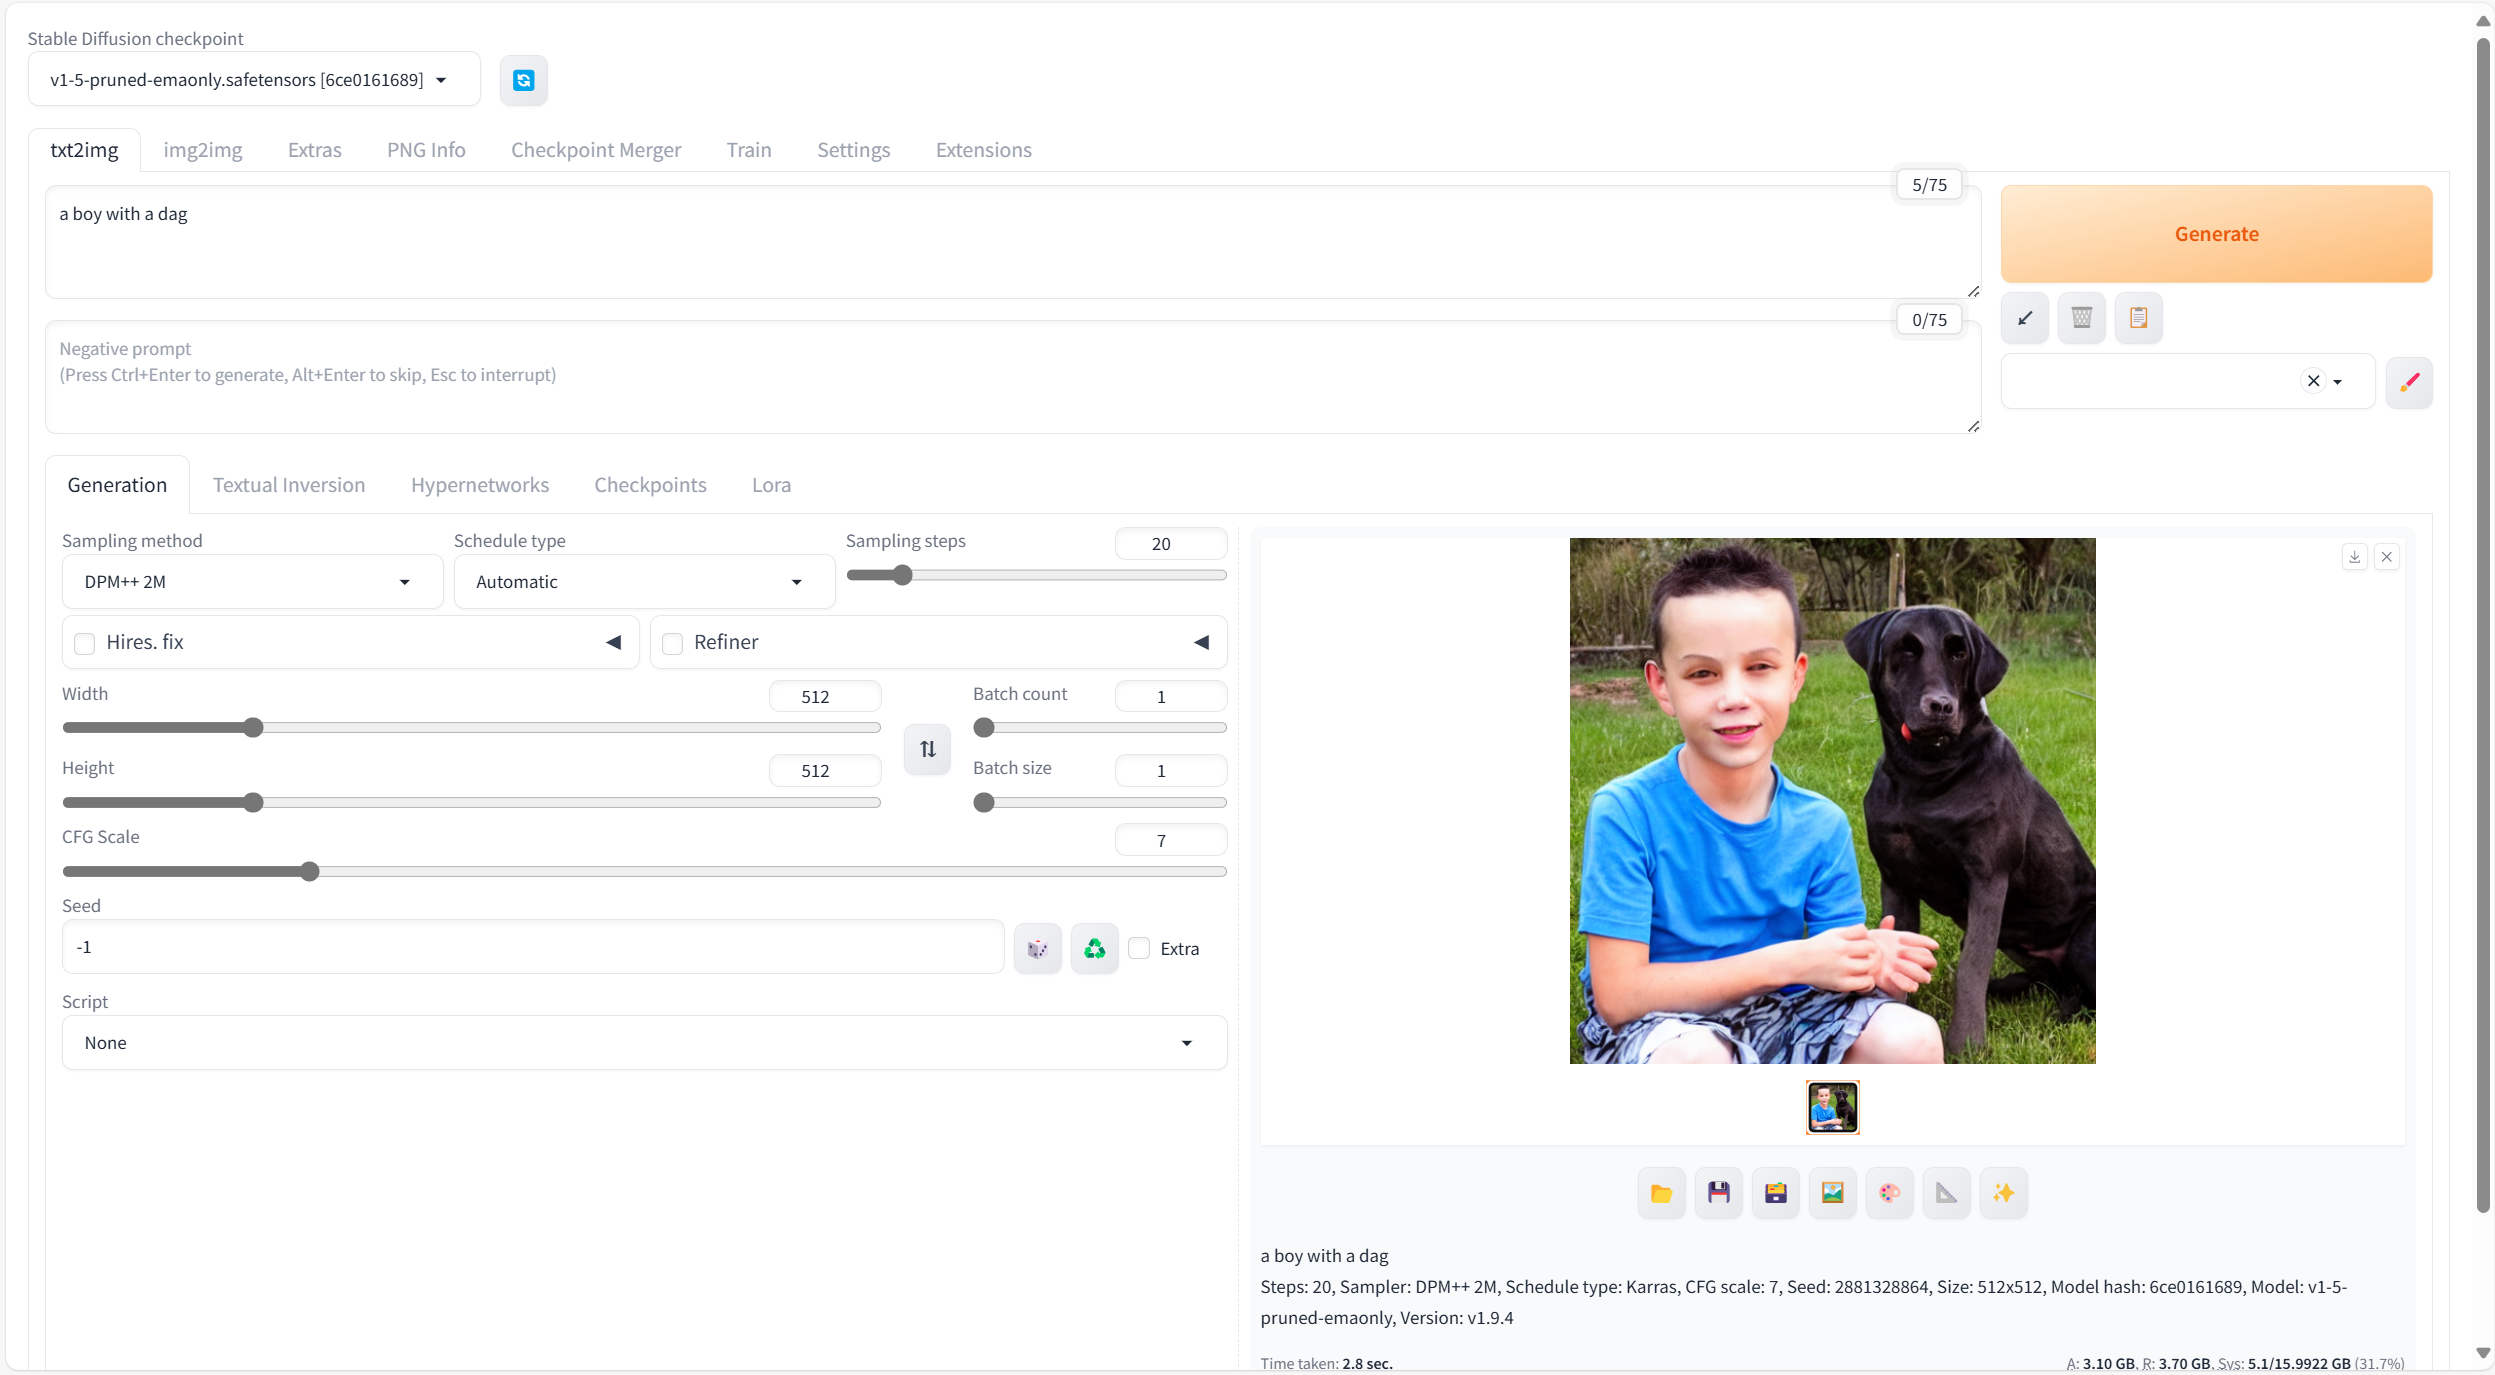 Stable Diffusion checkpoint
v1-5-pruned-emaonly.safetensors [6ce0161689]
txt2img
img2img
Extras
PNG Info
Checkpoint Merger
Train
Settings
Extensions
5/75
a boy with a dag
Generate
0/75
Negative prompt
(Press Ctrl+Enter to generate, Alt+Enter to skip, Esc to interrupt)
Generation
Textual Inversion
Hypernetworks
Checkpoints
Lora
Sampling method
DPM++ 2M
Schedule type
Automatic
Sampling steps
20
Hires. fix
Refiner
Width
512
Batch count
1
Height
512
Batch size
1
CFG Scale
7
Seed
-1
Extra
Script
None
a boy with a dag
Steps: 20, Sampler: DPM++ 2M, Schedule type: Karras, CFG scale: 7, Seed: 2881328864, Size: 512x512, Model hash: 6ce0161689, Model: v1-5-
pruned-emaonly, Version: v1.9.4
Time taken: 2.8 sec.
A: 3.10 GB, R: 3.70 GB, Sys: 5.1/15.9922 GB (31.7%)